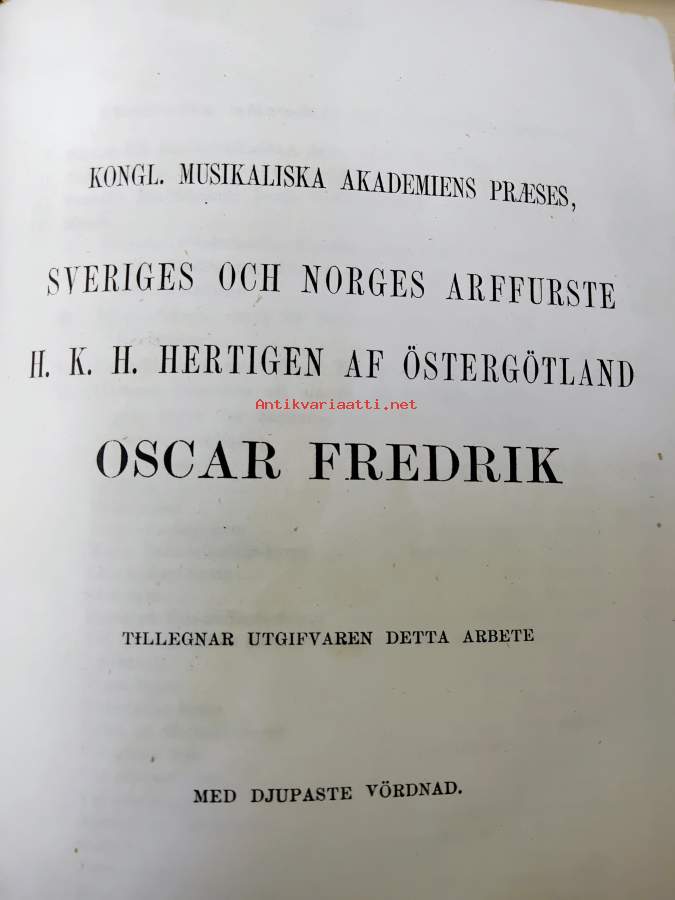 KONGL. MUSIKALISKA AKADEMIENS PRÆSES,
SVERIGES OCH NORGES ARFFURSTE
H. K. H. HERTIGEN AF ÖSTERGÖTLAND
Antikvariaatti.net
OSCAR FREDRIK
TILLEGNAR UTGIFVAREN DETTA ARBETE
MED DJUPASTE VÖRDNAD.